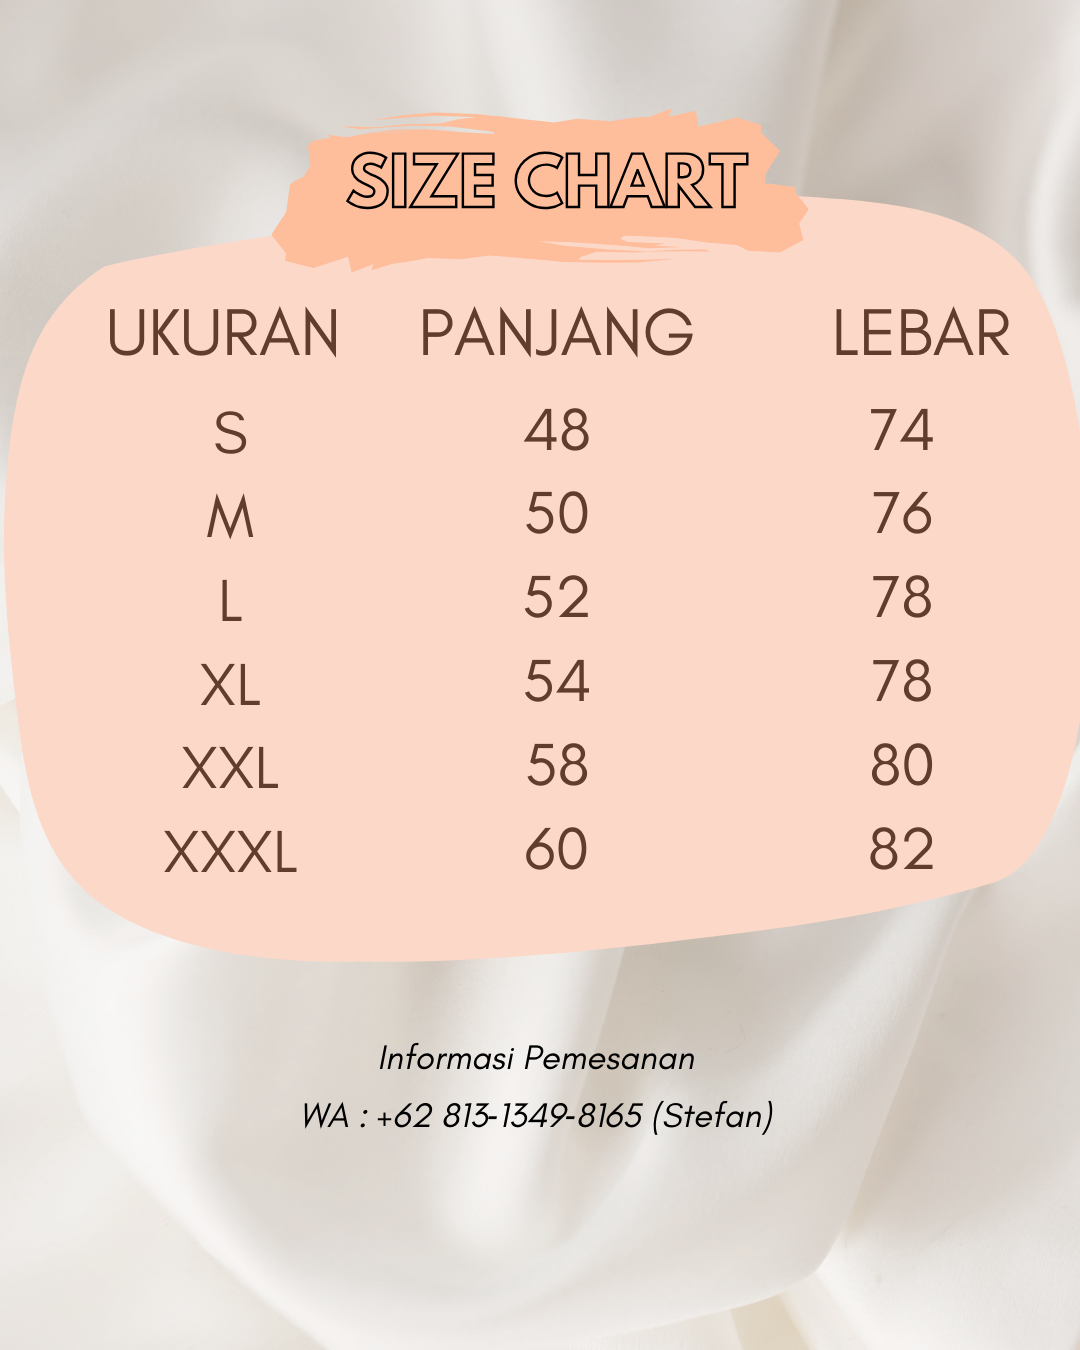 SIZE CHART
UKURAN PANJANG LEBAR
S 48 74
M 50 76
L 52 78
XL 54 78
XXL 58 80
XXXL 60 82
Informasi Pemesanan
WA : +62 813-1349-8165 (Stefan)